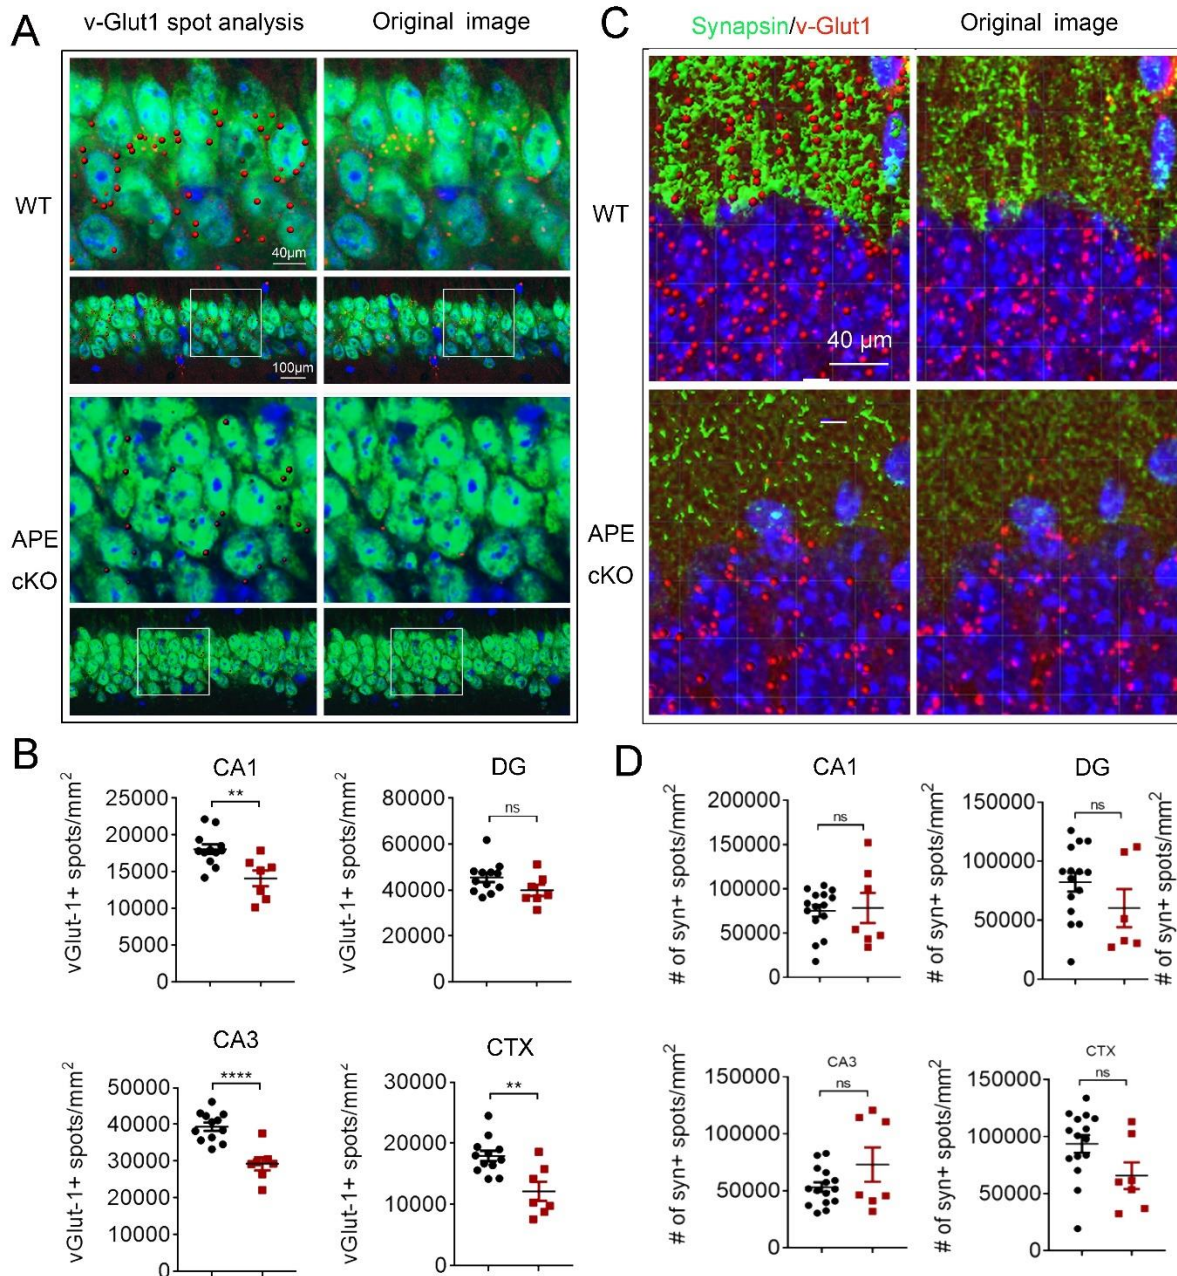 A
v-Glut1 spot analysis
Original image
WT
40µm
100µm
APE
cKO
C
Synapsin/v-Glut1
Original image
WT
40 µm
APE
cKO
B
CA1
vGlut-1+ spots/mm²
25000
20000
15000
10000
5000
0
**
DG
vGlut-1+ spots/mm²
80000
60000
40000
20000
0
ns
CA3
vGlut-1+ spots/mm²
50000
40000
30000
20000
10000
0
****
CTX
vGlut-1+ spots/mm²
30000
20000
10000
0
**
D
CA1
# of syn+ spots/mm²
200000
150000
100000
50000
0
ns
DG
# of syn+ spots/mm²
150000
100000
50000
0
ns
# of syn+ spots/mm²
CA3
# of syn+ spots/mm²
150000
100000
50000
0
ns
CTX
# of syn+ spots/mm²
150000
100000
50000
0
ns